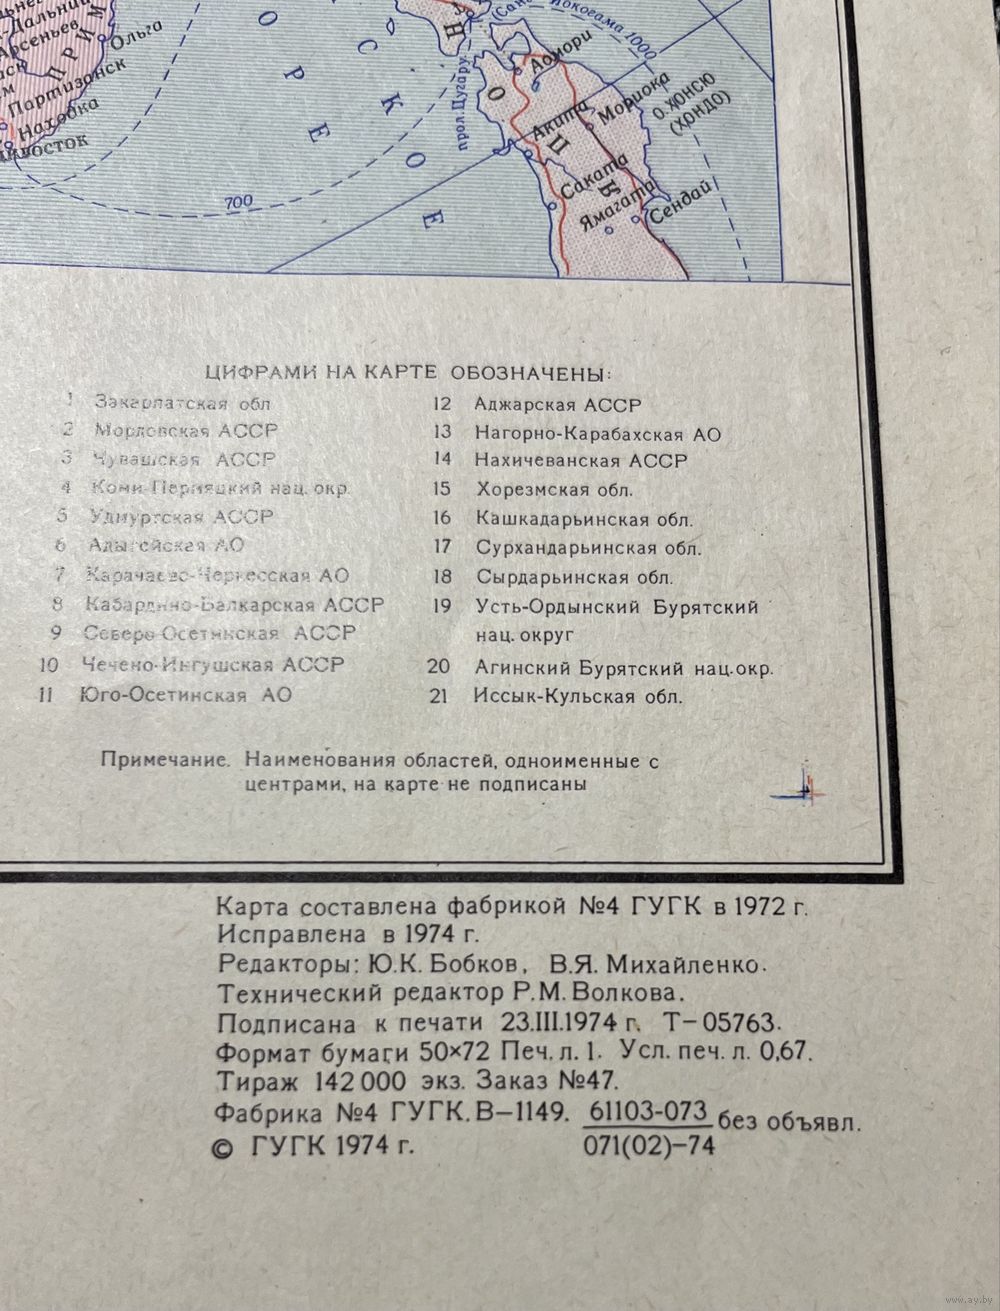 Ольга
Арсеньев
Партизанск
Находка
700
Иокогама 1000
Аомори
прол. Цугару
Мориока
о. ХОНСЮ
(ХОНДО)
Акита
Саката
Ямагата
Сендай
С К О Е
О Р Е
ЦИФРАМИ НА КАРТЕ ОБОЗНАЧЕНЫ:
1 Закарпатская обл
2 Мордовская АССР
3 Чувашская АССР
4 Коми-Пермяцкий нац. окр.
5 Удмуртская АССР
6 Адыгейская АО
7 Карачаево-Черкесская АО
8 Кабардино-Балкарская АССР
9 Северо-Осетинская АССР
10 Чечено-Ингушская АССР
11 Юго-Осетинская АО
12 Аджарская АССР
13 Нагорно-Карабахская АО
14 Нахичеванская АССР
15 Хорезмская обл.
16 Кашкадарьинская обл.
17 Сурхандарьинская обл.
18 Сырдарьинская обл.
19 Усть-Ордынский Бурятский
нац. округ
20 Агинский Бурятский нац. окр.
21 Иссык-Кульская обл.
Примечание. Наименования областей, одноименные с
центрами, на карте не подписаны
Карта составлена фабрикой №4 ГУГК в 1972 г.
Исправлена в 1974 г.
Редакторы: Ю.К. Бобков, В.Я. Михайленко.
Технический редактор Р.М. Волкова.
Подписана к печати 23.III.1974 г. Т-05763.
Формат бумаги 50×72 Печ. л. 1. Усл. печ. л. 0,67.
Тираж 142 000 экз. Заказ №47.
Фабрика №4 ГУГК. В-1149. 61103-073 без объявл.
071(02)-74
© ГУГК 1974 г.
www.ay.by